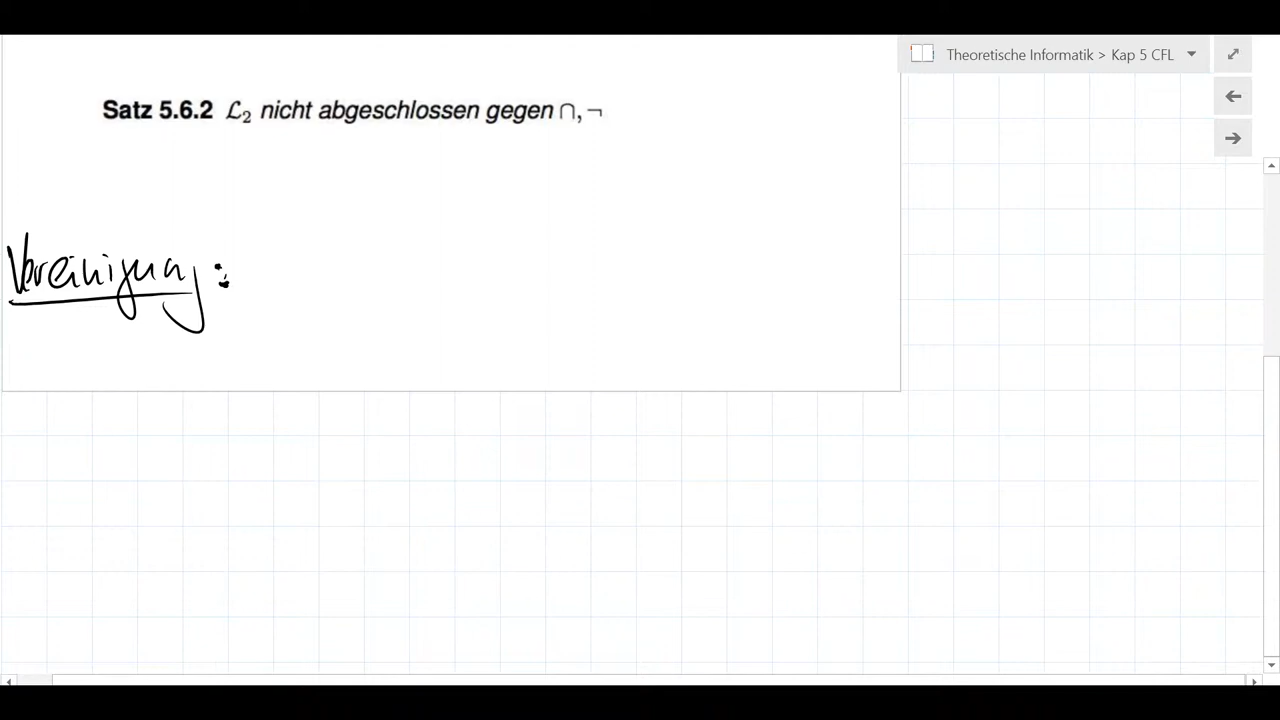 Theoretische Informatik > Kap 5 CFL
Satz 5.6.2 ℒ₂ nicht abgeschlossen gegen ∩, ¬
Vereinigung: